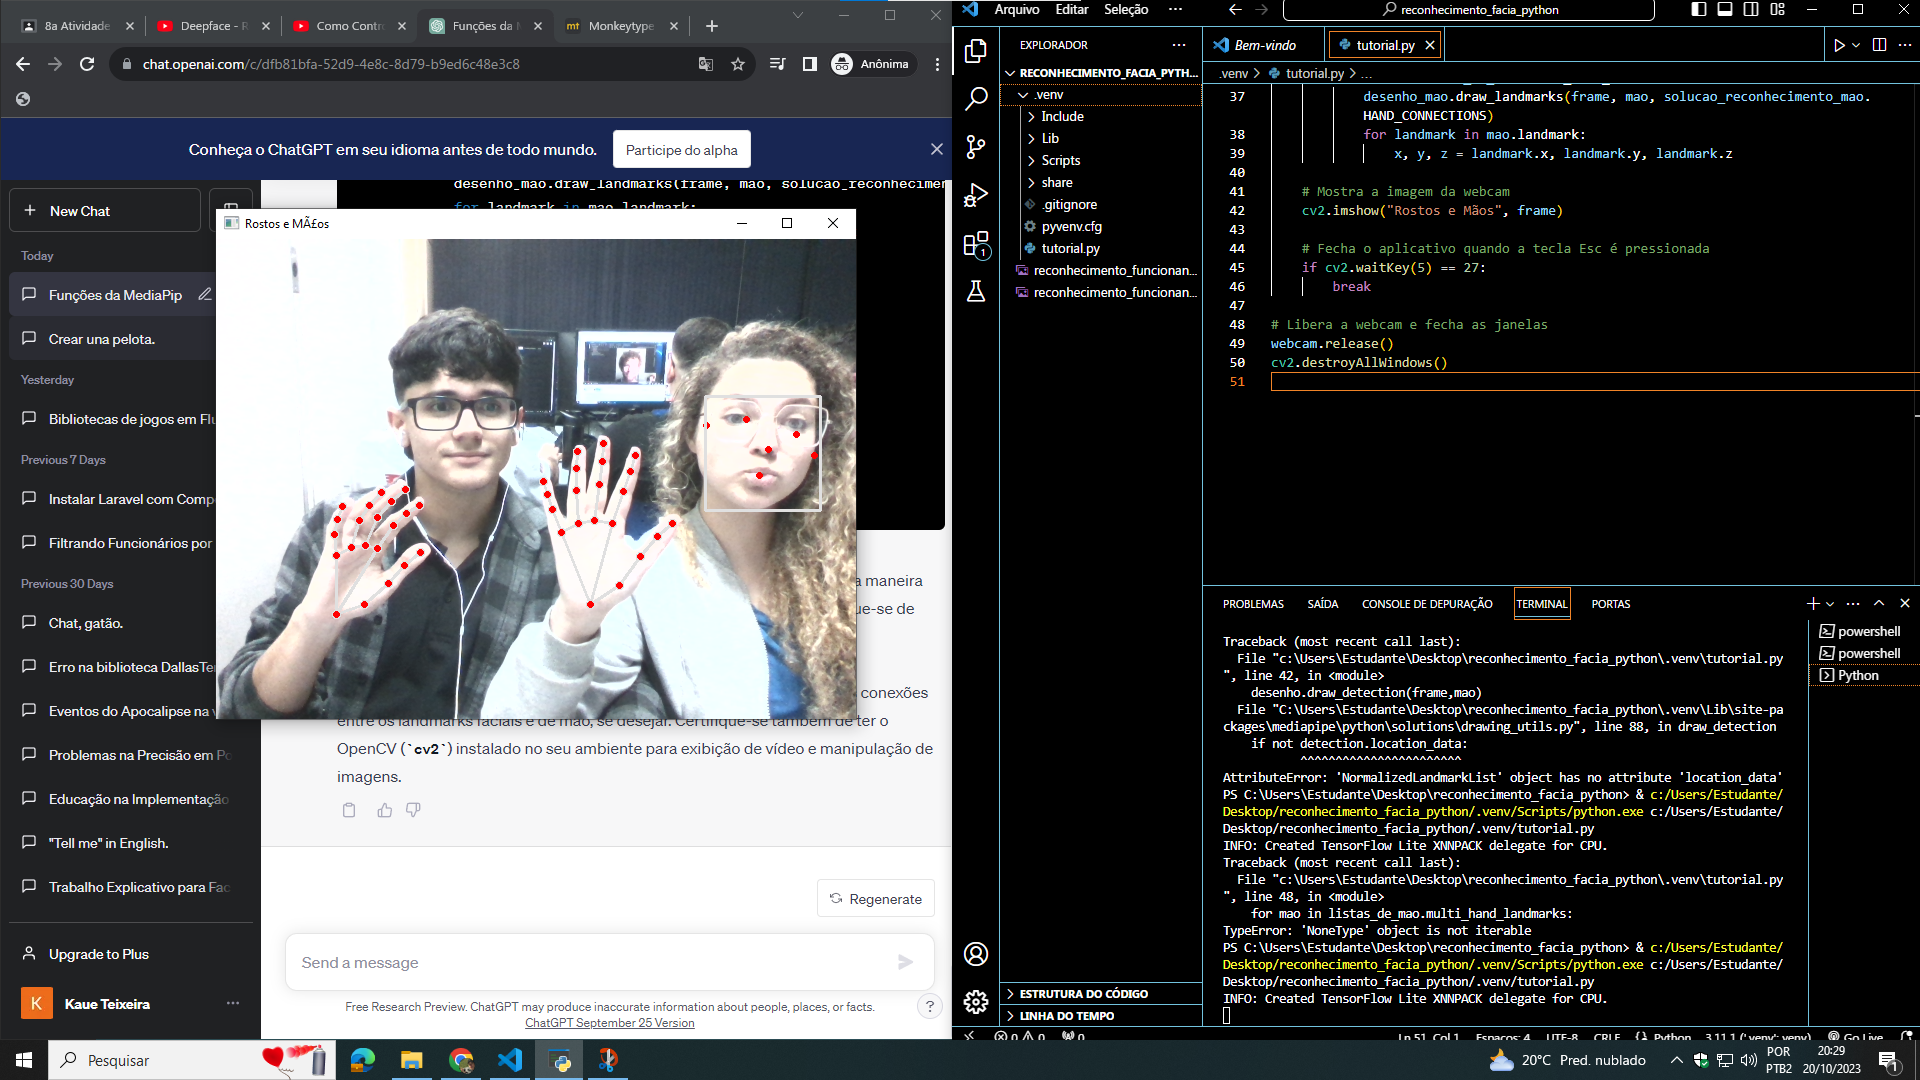 8a Atividade
Deepface - R
Como Contro
Funções da M
Monkeytype
chat.openai.com/c/dfb81bfa-52d9-4e8c-8d79-b9ed6c48e3c8
Anônima
Conheça o ChatGPT em seu idioma antes de todo mundo.
Participe do alpha
New Chat
Today
Funções da MediaPip
Crear una pelota.
Yesterday
Bibliotecas de jogos em Flu
Previous 7 Days
Instalar Laravel com Compo
Filtrando Funcionários por
Previous 30 Days
Chat, gatão.
Erro na biblioteca DallasTer
Eventos do Apocalipse na v
Problemas na Precisão em Po
Educação na Implementação
"Tell me" in English.
Trabalho Explicativo para Fac
Upgrade to Plus
K
Kaue Teixeira
desenho_mao.draw_landmarks(frame, mao, solucao_reconhecimen
for landmark in mao.landmark:
Rostos e MÃ£os
a maneira
ue-se de
conexões
entre os landmarks faciais e de mão, se desejar. Certifique-se também de ter o
OpenCV (`cv2`) instalado no seu ambiente para exibição de vídeo e manipulação de
imagens.
Regenerate
Send a message
Free Research Preview. ChatGPT may produce inaccurate information about people, places, or facts.
ChatGPT September 25 Version
?
Arquivo Editar Seleção ...
reconhecimento_facia_python
EXPLORADOR
RECONHECIMENTO_FACIA_PYTH...
.venv
Include
Lib
Scripts
share
.gitignore
pyvenv.cfg
tutorial.py
reconhecimento_funcionan...
reconhecimento_funcionan...
ESTRUTURA DO CÓDIGO
LINHA DO TEMPO
1
Bem-vindo
tutorial.py
.venv > tutorial.py > ...
37 desenho_mao.draw_landmarks(frame, mao, solucao_reconhecimento_mao.
HAND_CONNECTIONS)
38 for landmark in mao.landmark:
39 x, y, z = landmark.x, landmark.y, landmark.z
40
41 # Mostra a imagem da webcam
42 cv2.imshow("Rostos e Mãos", frame)
43
44 # Fecha o aplicativo quando a tecla Esc é pressionada
45 if cv2.waitKey(5) == 27:
46 break
47
48 # Libera a webcam e fecha as janelas
49 webcam.release()
50 cv2.destroyAllWindows()
51
PROBLEMAS SAÍDA CONSOLE DE DEPURAÇÃO TERMINAL PORTAS
powershell
powershell
Python
Traceback (most recent call last):
File "c:\Users\Estudante\Desktop\reconhecimento_facia_python\.venv\tutorial.py
", line 42, in <module>
desenho.draw_detection(frame,mao)
File "C:\Users\Estudante\Desktop\reconhecimento_facia_python\.venv\Lib\site-pa
ckages\mediapipe\python\solutions\drawing_utils.py", line 88, in draw_detection
if not detection.location_data:
^^^^^^^^^^^^^^^^^^^^^^^
AttributeError: 'NormalizedLandmarkList' object has no attribute 'location_data'
PS C:\Users\Estudante\Desktop\reconhecimento_facia_python> & c:/Users/Estudante/
Desktop/reconhecimento_facia_python/.venv/Scripts/python.exe c:/Users/Estudante/
Desktop/reconhecimento_facia_python/.venv/tutorial.py
INFO: Created TensorFlow Lite XNNPACK delegate for CPU.
Traceback (most recent call last):
File "c:\Users\Estudante\Desktop\reconhecimento_facia_python\.venv\tutorial.py
", line 48, in <module>
for mao in listas_de_mao.multi_hand_landmarks:
TypeError: 'NoneType' object is not iterable
PS C:\Users\Estudante\Desktop\reconhecimento_facia_python> & c:/Users/Estudante/
Desktop/reconhecimento_facia_python/.venv/Scripts/python.exe c:/Users/Estudante/
Desktop/reconhecimento_facia_python/.venv/tutorial.py
INFO: Created TensorFlow Lite XNNPACK delegate for CPU.
0 0 0 Ln 51, Col 1 Espaços: 4 UTF-8 CRLF Python 3.11.1 ('.venv': venv) Go Live
Pesquisar
20°C Pred. nublado
POR
PTB2
20:29
20/10/2023
1